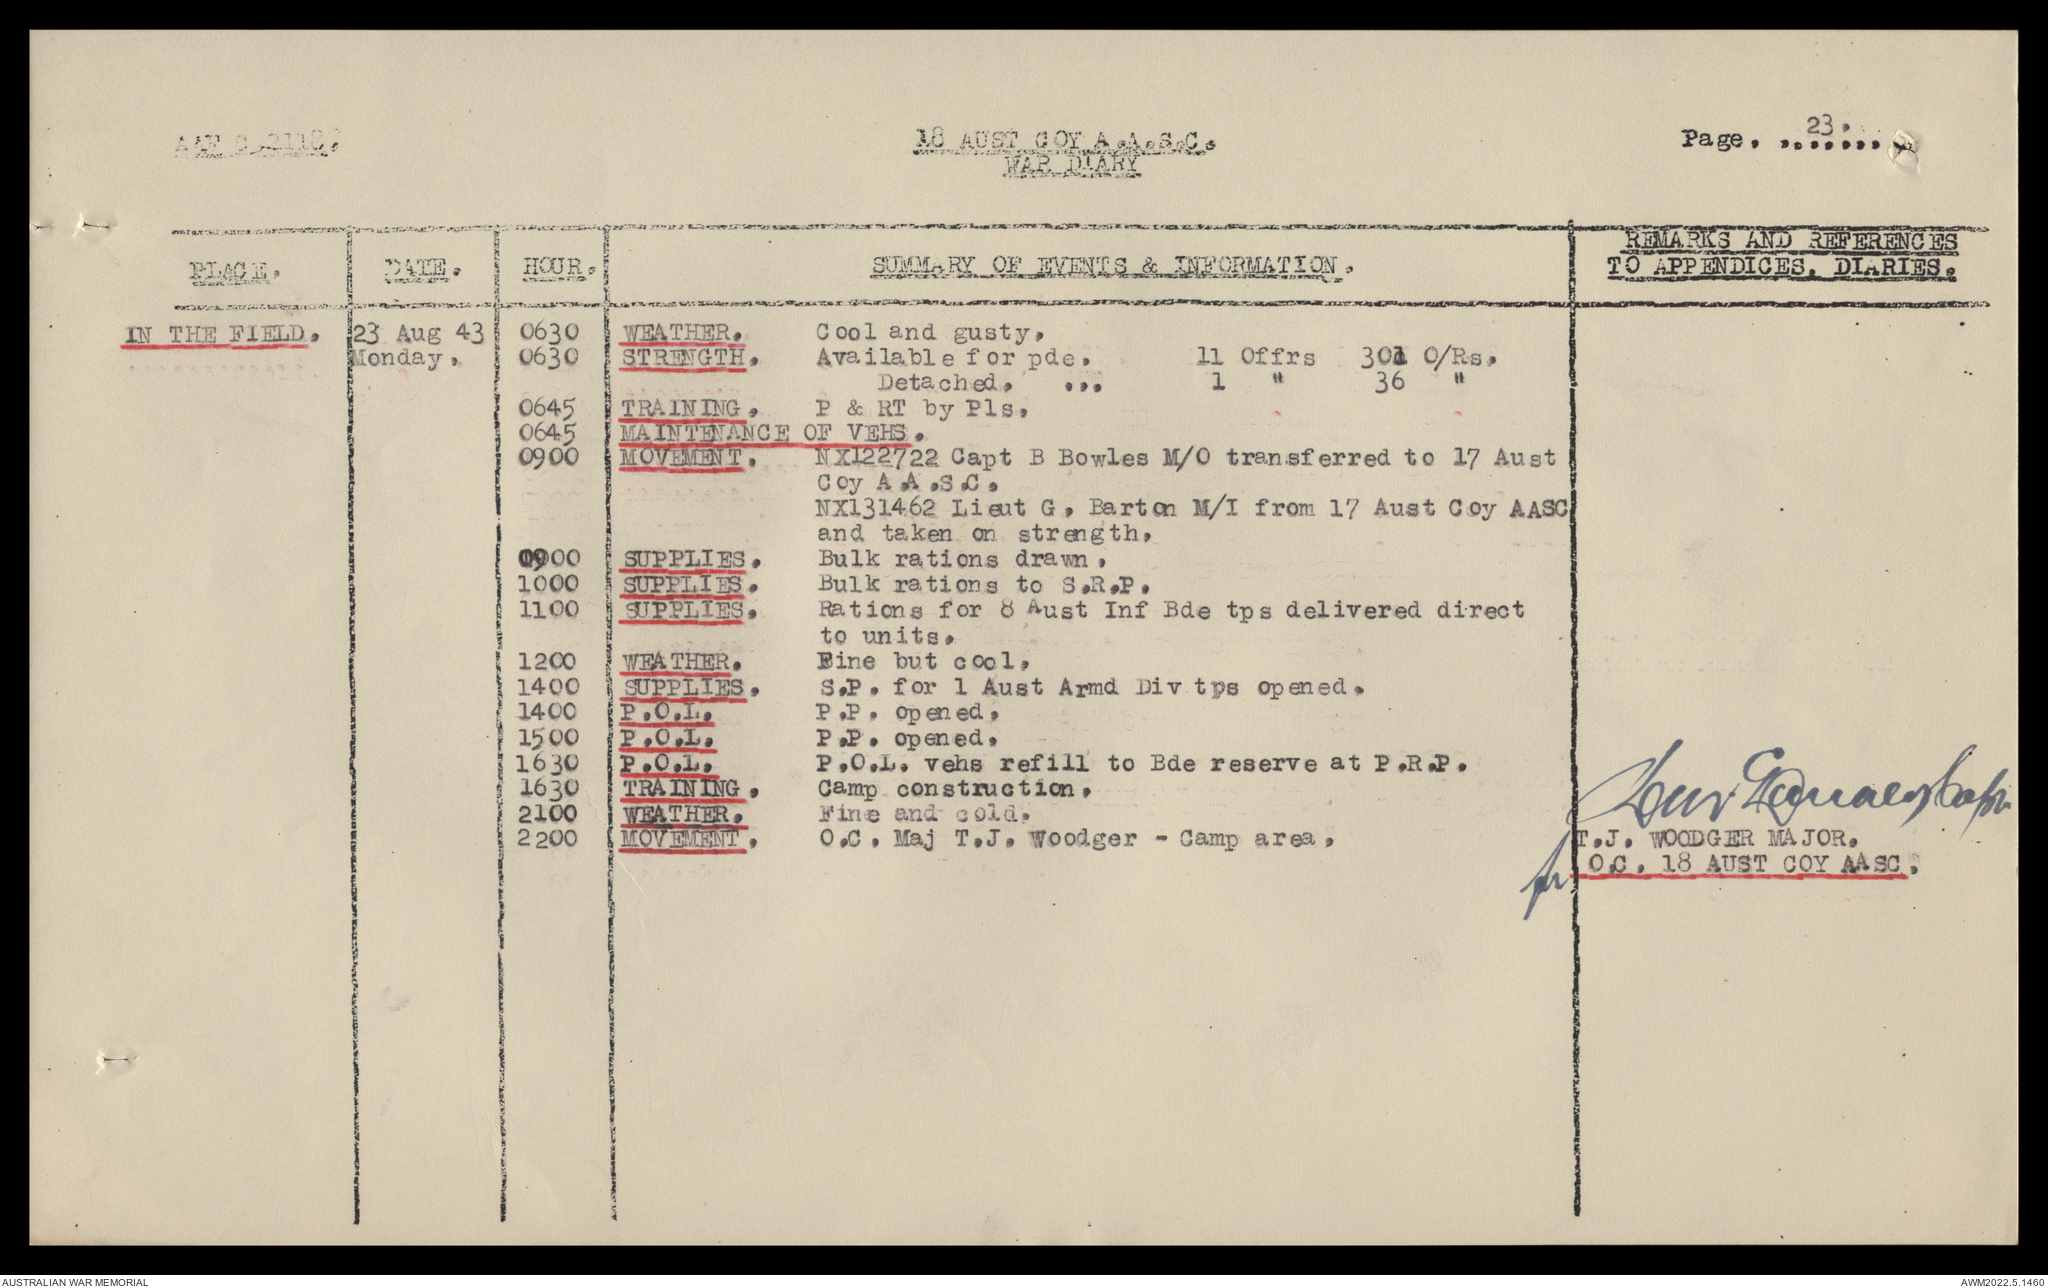 18 AUST COY A.A.S.C.
WAR DIARY
Page. 23.
PLACE. DATE. HOUR. SUMMARY OF EVENTS & INFORMATION. REMARKS AND REFERENCES
TO APPENDICES. DIARIES.
IN THE FIELD. 23 Aug 43 0630 WEATHER. Cool and gusty.
Monday. 0630 STRENGTH. Available for pde. 11 Offrs 301 O/Rs.
Detached. ... 1 " 36 "
0645 TRAINING. P & RT by Pls.
0645 MAINTENANCE OF VEHS.
0900 MOVEMENT. NX122722 Capt B Bowles M/O transferred to 17 Aust
Coy A.A.S.C.
NX131462 Lieut G. Barton M/I from 17 Aust Coy AASC
and taken on strength.
0900 SUPPLIES. Bulk rations drawn.
1000 SUPPLIES. Bulk rations to S.R.P.
1100 SUPPLIES. Rations for 8 Aust Inf Bde tps delivered direct
to units.
1200 WEATHER. Fine but cool.
1400 SUPPLIES. S.P. for 1 Aust Armd Div tps opened.
1400 P.O.L. P.P. opened.
1500 P.O.L. P.P. opened.
1630 P.O.L. P.O.L. vehs refill to Bde reserve at P.R.P.
1630 TRAINING. Camp construction.
2100 WEATHER. Fine and cold.
2200 MOVEMENT. O.C. Maj T.J. Woodger - Camp area.
T.J. WOODGER MAJOR.
for O.C. 18 AUST COY AASC.
AUSTRALIAN WAR MEMORIAL
AWM2022.5.1460